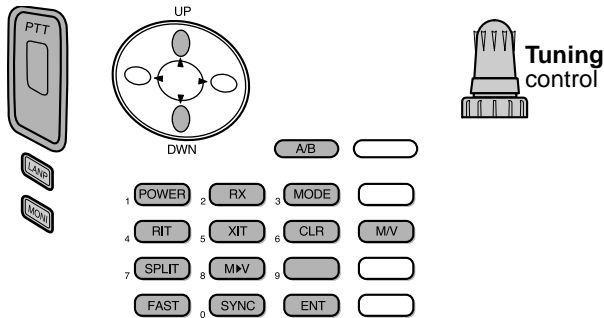 PTT
UP
Tuning
control
DWN
A/B
LANP
1 POWER 2 RX 3 MODE
MONI
4 RIT 5 XIT 6 CLR M/V
7 SPLIT 8 M▶V 9
FAST 0 SYNC ENT